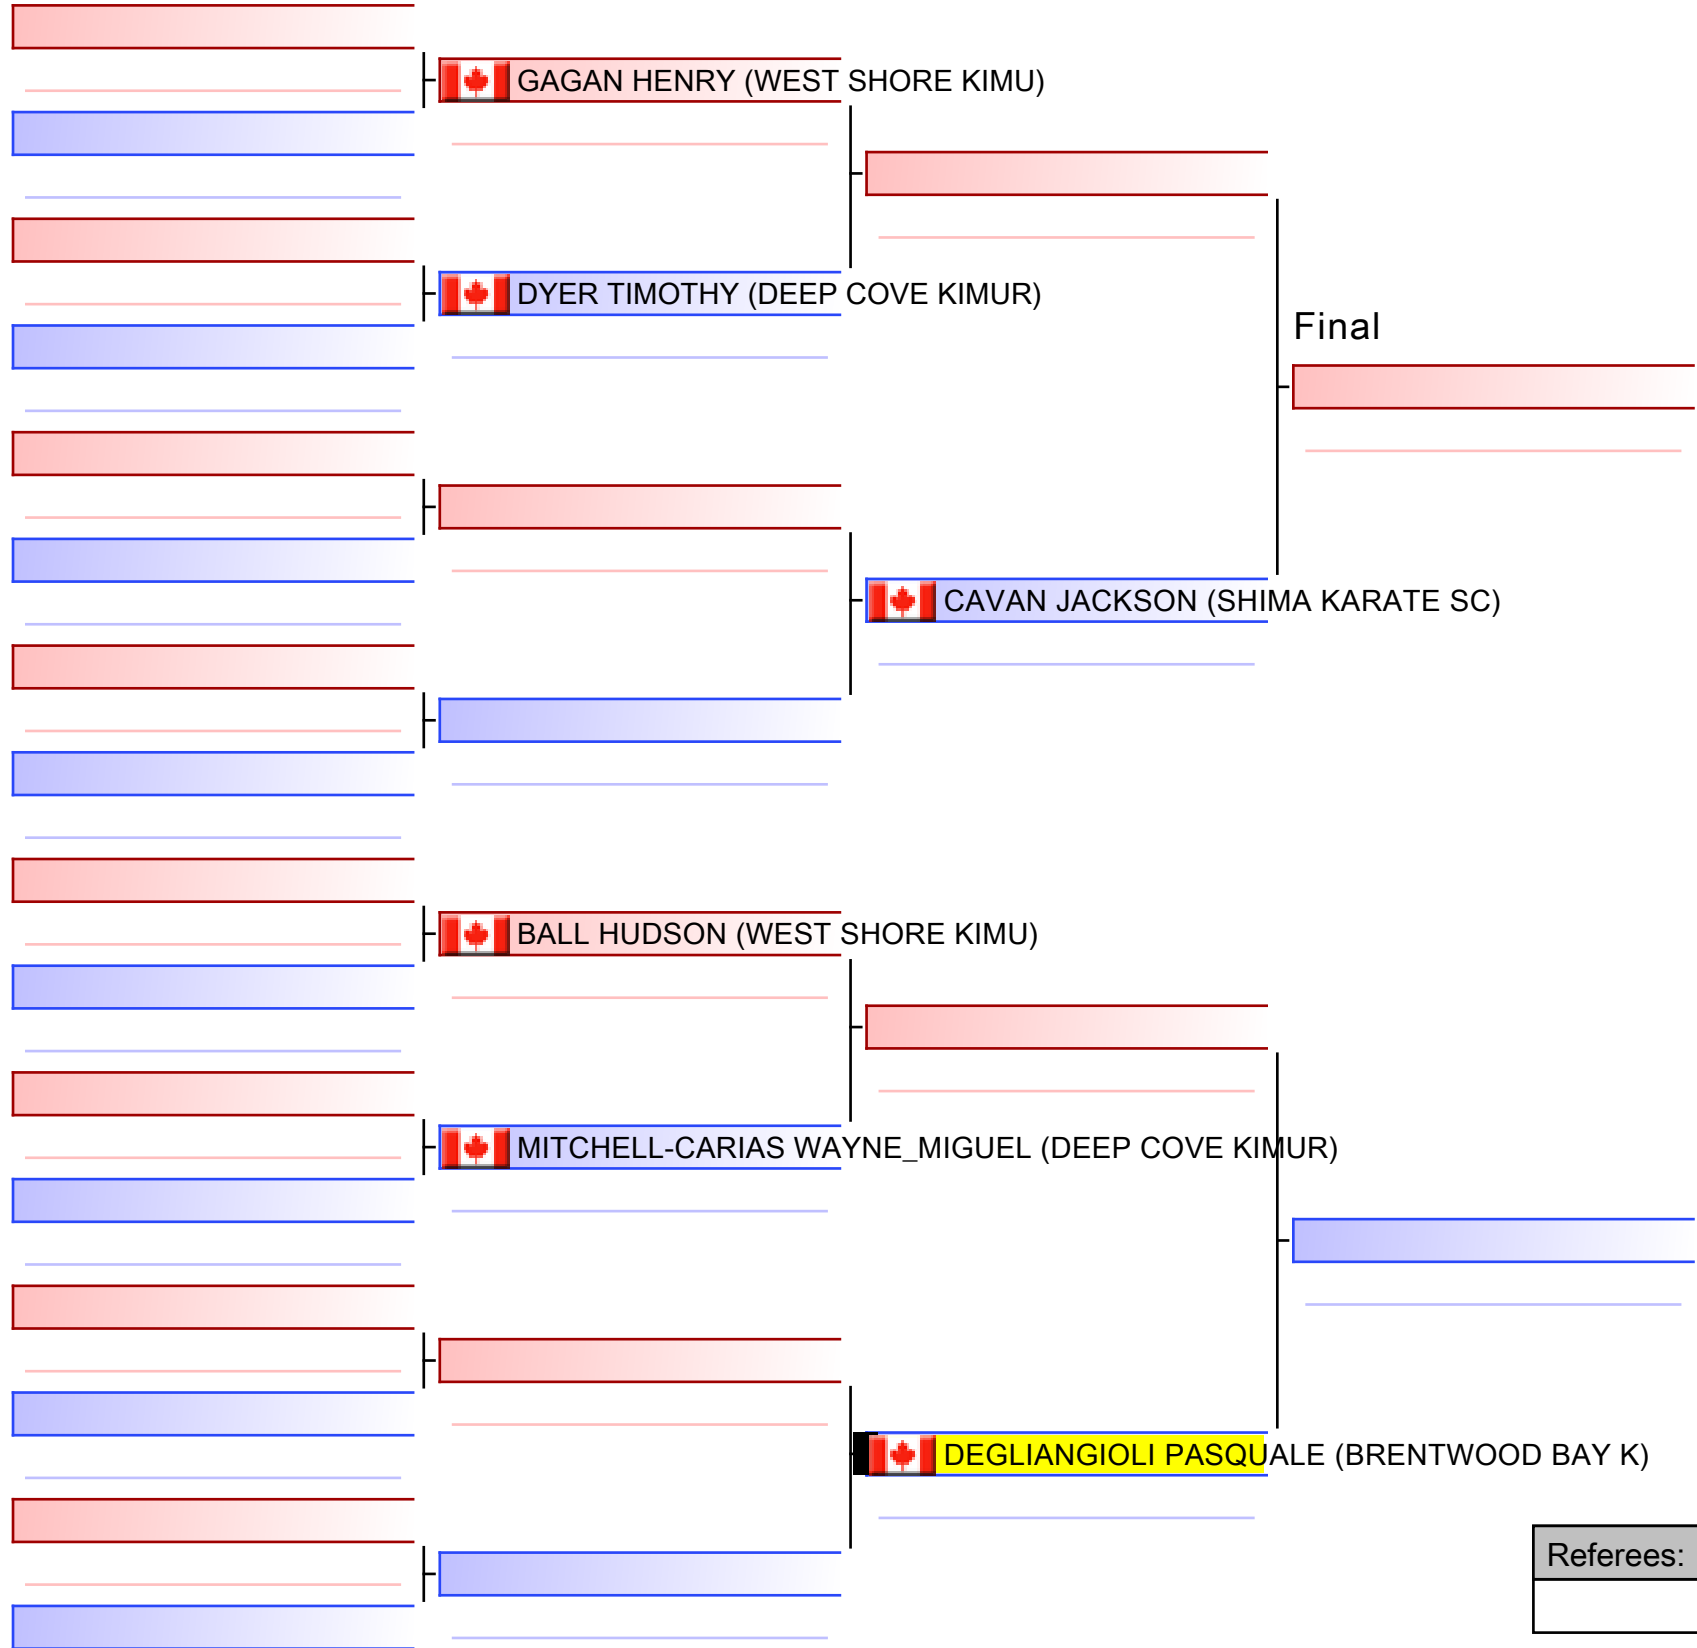 GAGAN HENRY (WEST SHORE KIMU)
DYER TIMOTHY (DEEP COVE KIMUR)
Final
CAVAN JACKSON (SHIMA KARATE SC)
BALL HUDSON (WEST SHORE KIMU)
MITCHELL-CARIAS WAYNE_MIGUEL (DEEP COVE KIMUR)
DEGLIANGIOLI PASQUALE (BRENTWOOD BAY K)
Referees: